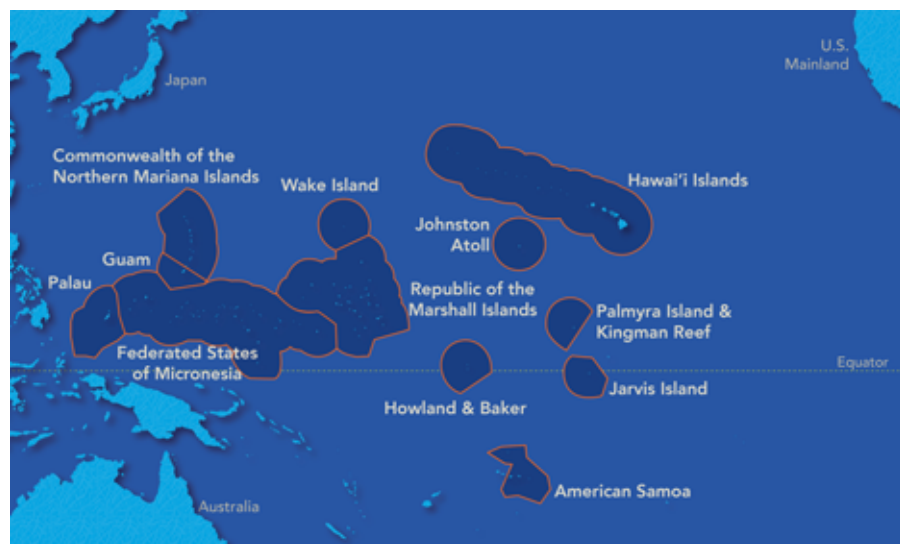 U.S.
Mainland
Japan
Commonwealth of the
Northern Mariana Islands
Wake Island
Hawai'i Islands
Johnston
Atoll
Guam
Palau
Republic of the
Marshall Islands
Palmyra Island &
Kingman Reef
Federated States
of Micronesia
Equator
Jarvis Island
Howland & Baker
American Samoa
Australia